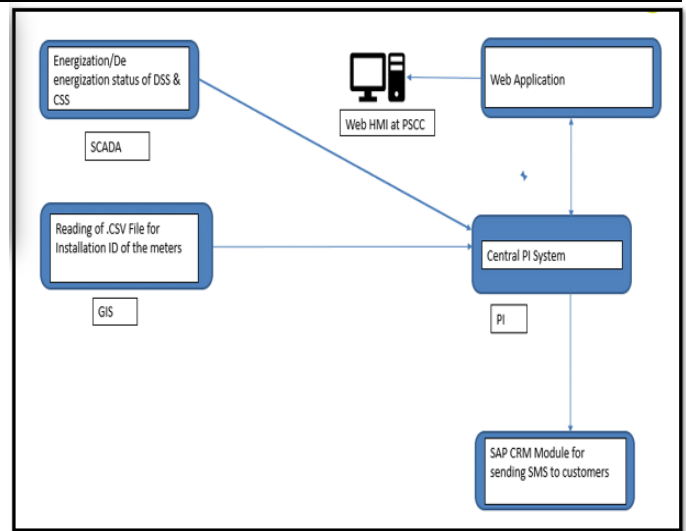 Energization/De
energization status of DSS &
CSS
SCADA
Web HMI at PSCC
Web Application
Reading of .CSV File for
Installation ID of the meters
GIS
Central PI System
PI
SAP CRM Module for
sending SMS to customers